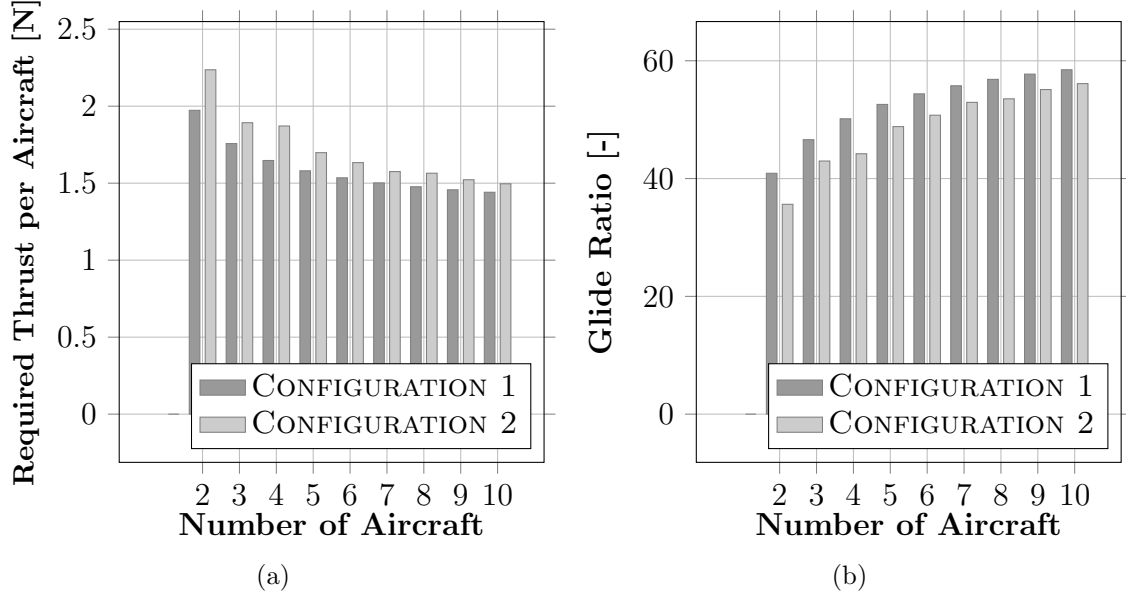 Required Thrust per Aircraft [N]
2.5
2
1.5
1
0.5
0
CONFIGURATION 1
CONFIGURATION 2
2 3 4 5 6 7 8 9 10
Number of Aircraft
(a)
Glide Ratio [-]
60
40
20
0
CONFIGURATION 1
CONFIGURATION 2
2 3 4 5 6 7 8 9 10
Number of Aircraft
(b)